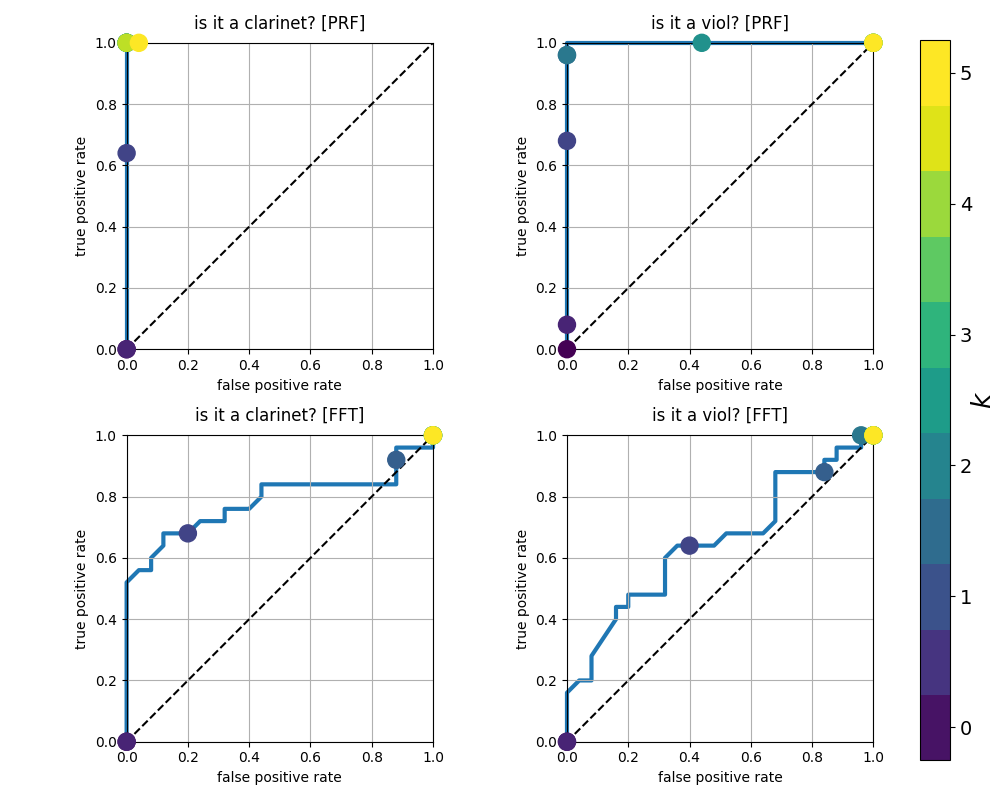 is it a clarinet? [PRF]
1.0
0.8
0.6
0.4
0.2
0.0
true positive rate
0.0 0.2 0.4 0.6 0.8 1.0
false positive rate
is it a viol? [PRF]
1.0
0.8
0.6
0.4
0.2
0.0
true positive rate
0.0 0.2 0.4 0.6 0.8 1.0
false positive rate
is it a clarinet? [FFT]
1.0
0.8
0.6
0.4
0.2
0.0
true positive rate
0.0 0.2 0.4 0.6 0.8 1.0
false positive rate
is it a viol? [FFT]
1.0
0.8
0.6
0.4
0.2
0.0
true positive rate
0.0 0.2 0.4 0.6 0.8 1.0
false positive rate
5
4
3
2
1
0
k